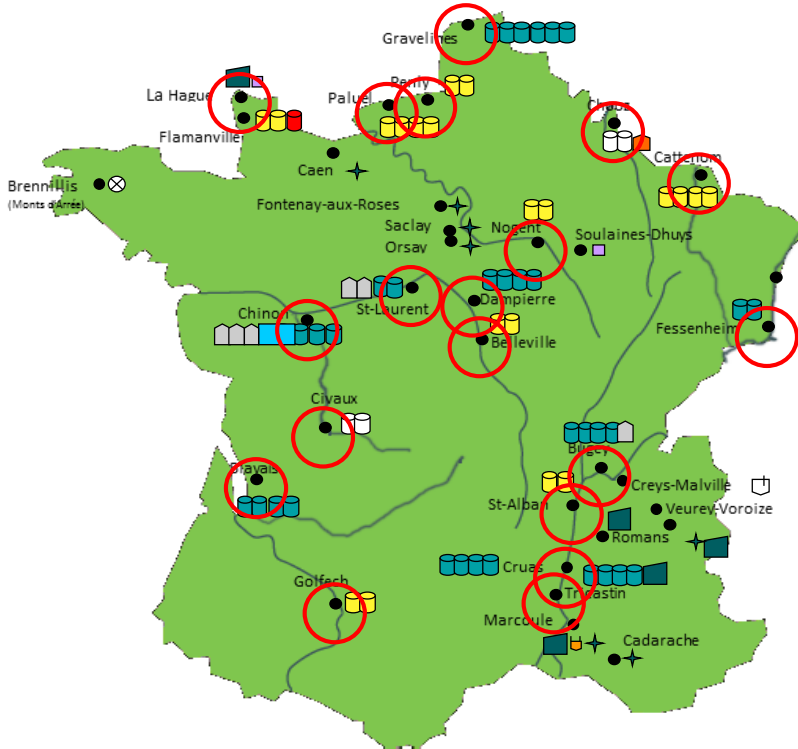 Gravelines
La Hague
Paluel
Penly
Chooz
Flamanville
Caen
Cattenom
Brennillis
(Monts d'Arrée)
Fontenay-aux-Roses
Saclay
Nogent
Soulaines-Dhuys
Orsay
Chinon
St-Laurent
Dampierre
Fessenheim
Belleville
Civaux
Bugey
Blayais
Creys-Malville
St-Alban
Veurey-Voroize
Romans
Cruas
Golfech
Tricastin
Marcoule
Cadarache